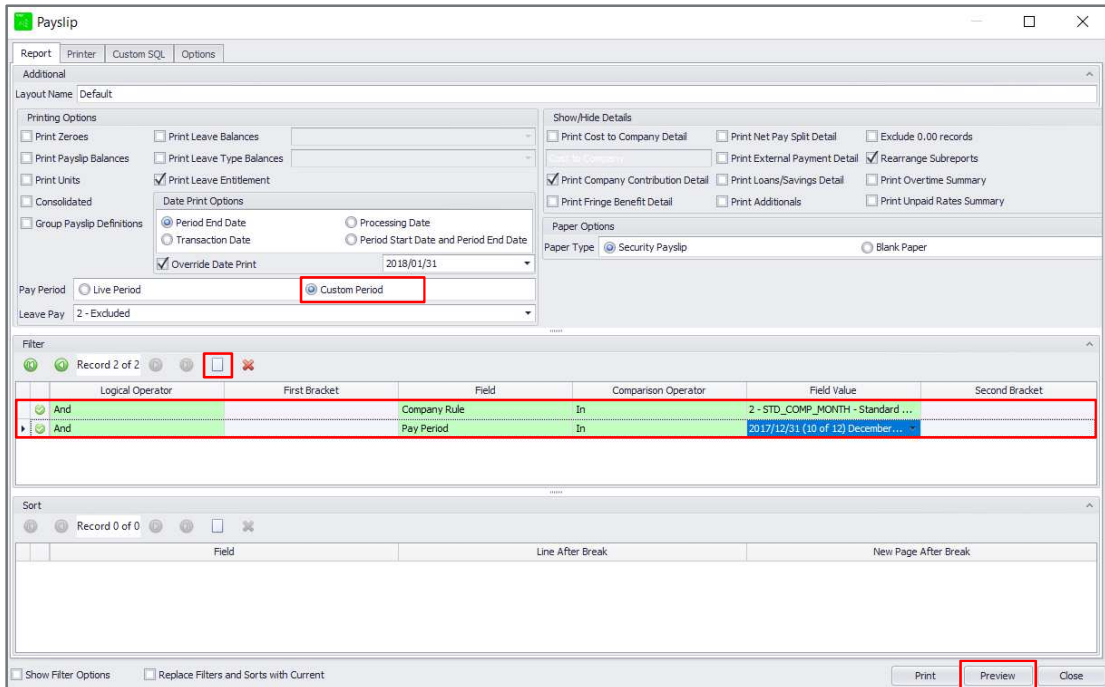 Payslip
Report Printer Custom SQL Options
Additional
Layout Name Default
Printing Options
Print Zeroes Print Leave Balances
Print Payslip Balances Print Leave Type Balances
Print Units Print Leave Entitlement
Consolidated Date Print Options
Group Payslip Definitions Period End Date Processing Date
Transaction Date Period Start Date and Period End Date
Override Date Print 2018/01/31
Pay Period Live Period Custom Period
Leave Pay 2 - Excluded
Show/Hide Details
Print Cost to Company Detail Print Net Pay Split Detail Exclude 0.00 records
Cost to Company Print External Payment Detail Rearrange Subreports
Print Company Contribution Detail Print Loans/Savings Detail Print Overtime Summary
Print Fringe Benefit Detail Print Additionals Print Unpaid Rates Summary
Paper Options
Paper Type Security Payslip Blank Paper
Filter
Record 2 of 2
Logical Operator First Bracket Field Comparison Operator Field Value Second Bracket
And Company Rule In 2 - STD_COMP_MONTH - Standard ...
And Pay Period In 2017/12/31 (10 of 12) December...
Sort
Record 0 of 0
Field Line After Break New Page After Break
Show Filter Options Replace Filters and Sorts with Current Print Preview Close